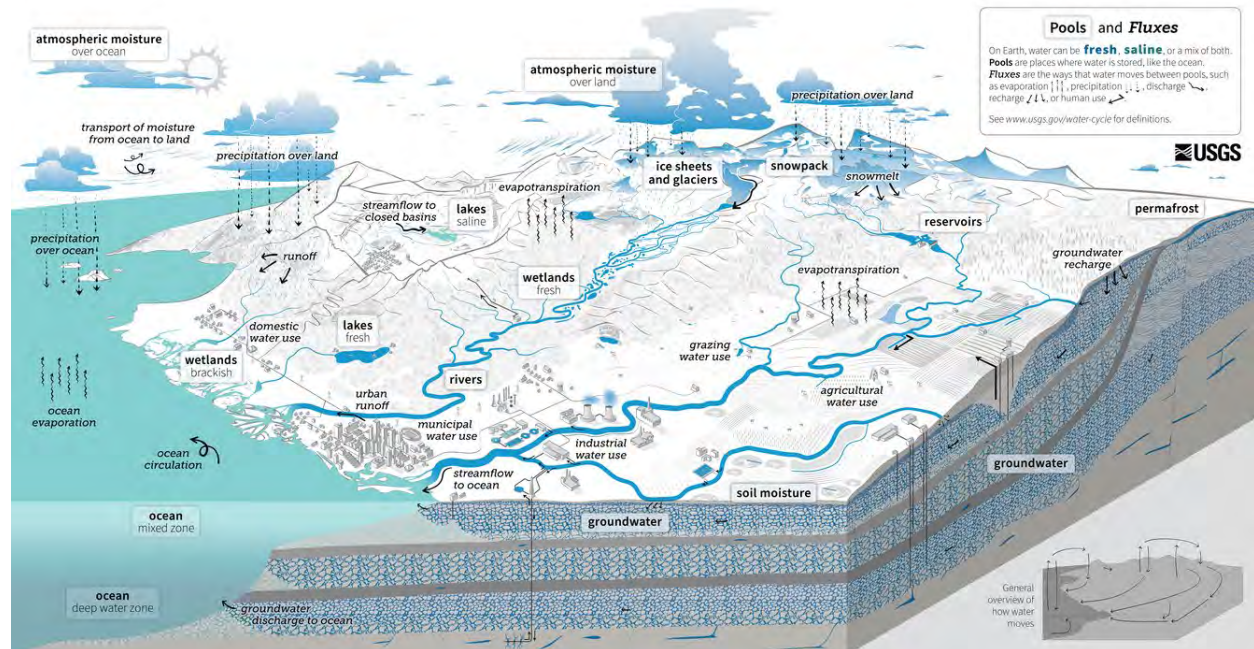 atmospheric moisture
over ocean
atmospheric moisture
over land
Pools and Fluxes
On Earth, water can be fresh, saline, or a mix of both.
Pools are places where water is stored, like the ocean.
Fluxes are the ways that water moves between pools, such
as evaporation, precipitation, discharge,
recharge, or human use.
See www.usgs.gov/water-cycle for definitions.
USGS
precipitation over land
transport of moisture
from ocean to land
precipitation over land
ice sheets
and glaciers
snowpack
snowmelt
evapotranspiration
streamflow to
closed basins
lakes
saline
permafrost
reservoirs
precipitation
over ocean
runoff
groundwater
recharge
wetlands
fresh
evapotranspiration
domestic
water use
lakes
fresh
wetlands
brackish
grazing
water use
rivers
agricultural
water use
ocean
evaporation
urban
runoff
municipal
water use
industrial
water use
ocean
circulation
streamflow
to ocean
groundwater
soil moisture
ocean
mixed zone
groundwater
ocean
deep water zone
groundwater
discharge to ocean
General
overview of
how water
moves